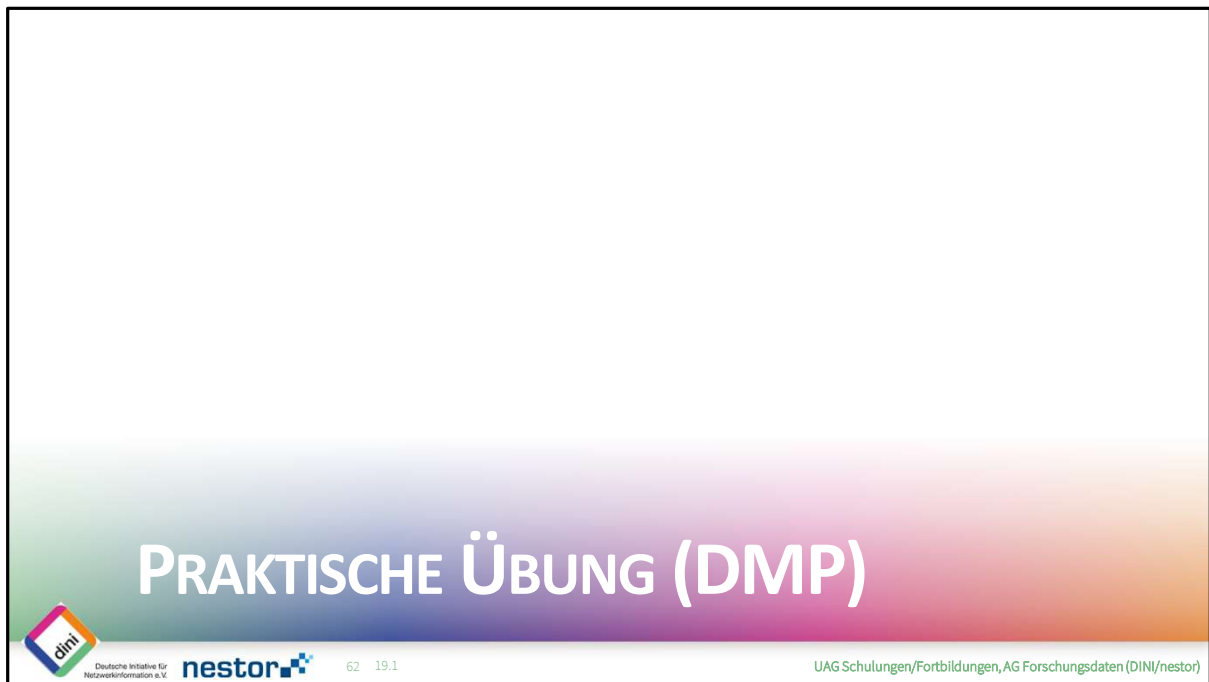 PRAKTISCHE ÜBUNG (DMP)
dini
Deutsche Initiative für
Netzwerkinformation e.V.
nestor
62 19.1
UAG Schulungen/Fortbildungen, AG Forschungsdaten (DINI/nestor)